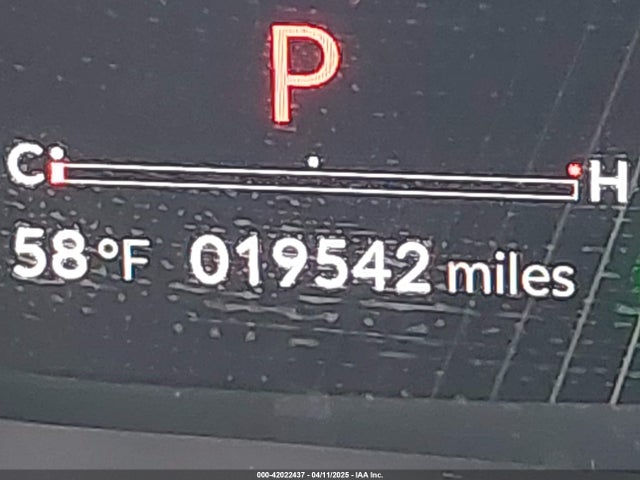 P
C H
58°F 019542 miles
000-42022437 - 04/11/2025 - IAA Inc.